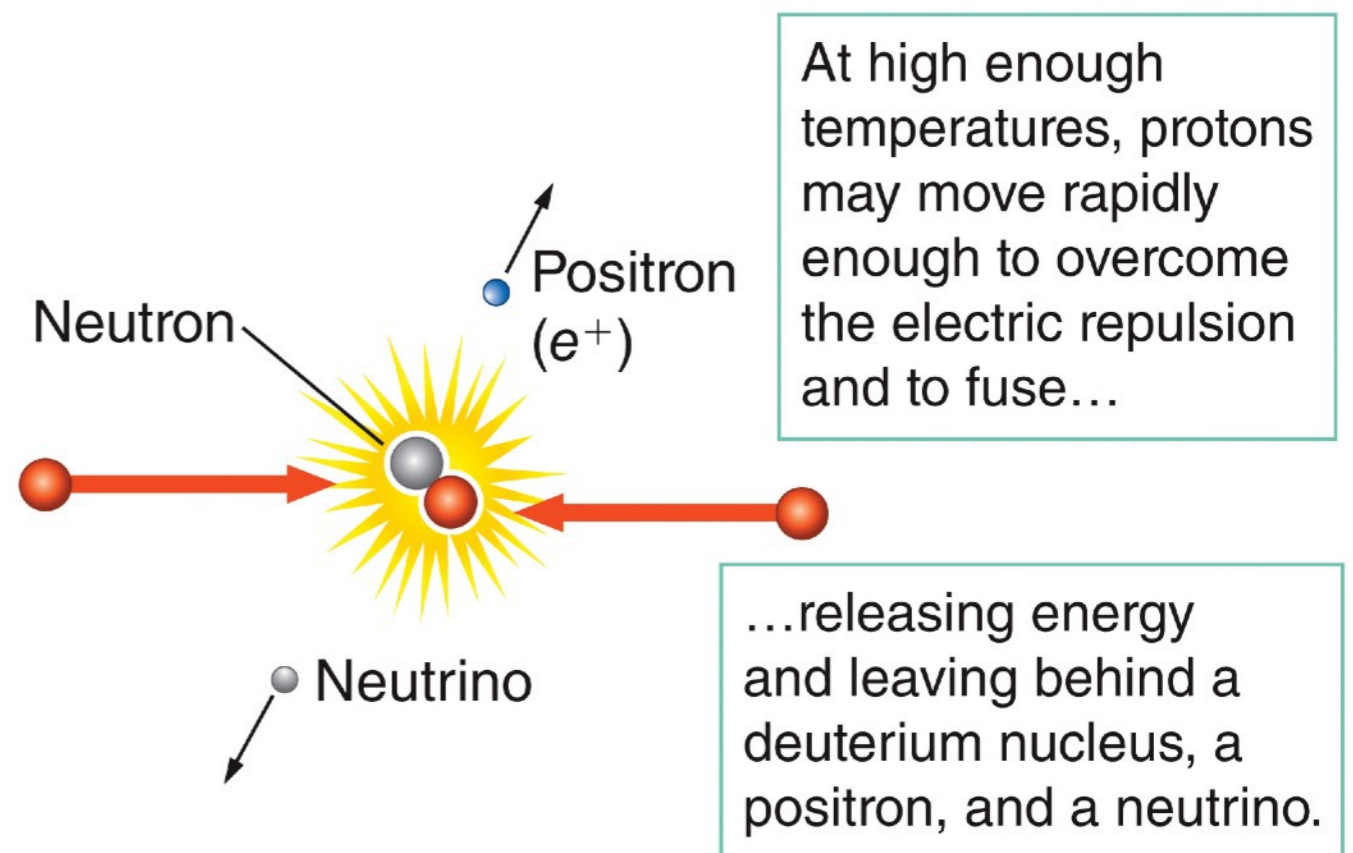 At high enough
temperatures, protons
may move rapidly
enough to overcome
the electric repulsion
and to fuse…
Positron
(e⁺)
Neutron
Neutrino
…releasing energy
and leaving behind a
deuterium nucleus, a
positron, and a neutrino.